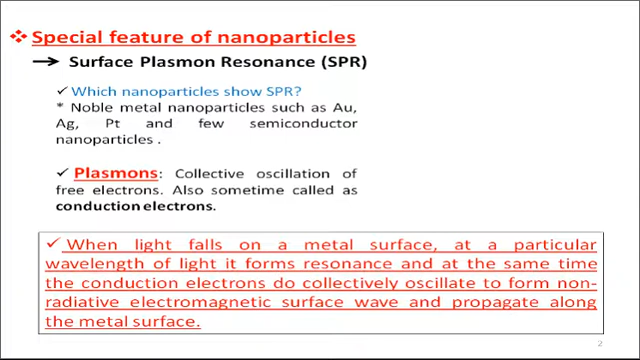 ❖ Special feature of nanoparticles
→ Surface Plasmon Resonance (SPR)
✓ Which nanoparticles show SPR?
* Noble metal nanoparticles such as Au,
Ag, Pt and few semiconductor
nanoparticles .
✓ Plasmons: Collective oscillation of
free electrons. Also sometime called as
conduction electrons.
✓ When light falls on a metal surface, at a particular
wavelength of light it forms resonance and at the same time
the conduction electrons do collectively oscillate to form non-
radiative electromagnetic surface wave and propagate along
the metal surface.
2